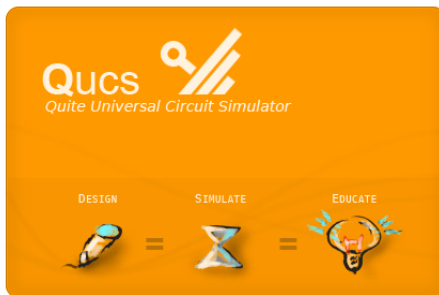 Qucs
Quite Universal Circuit Simulator
DESIGN = SIMULATE = EDUCATE